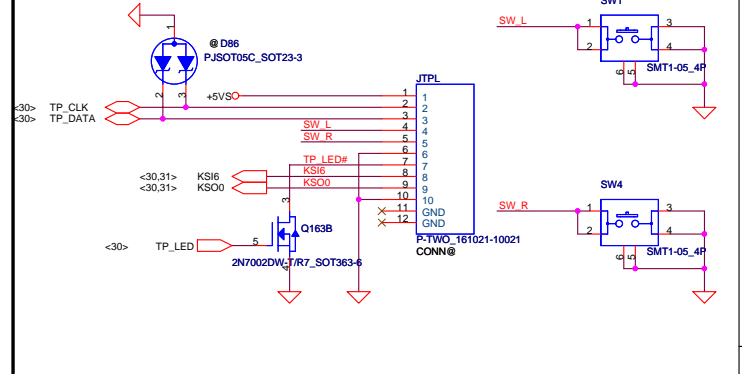 SW1
SW_L
1
3
2
4
6
5
SMT1-05_4P
1
@ D86
PJSOT05C_SOT23-3
2
3
JTPL
+5VS
<30> TP_CLK
<30> TP_DATA
SW_L
SW_R
TP_LED#
<30,31> KSI6
KSI6
<30,31> KSO0
KSO0
1 1
2 2
3 3
4 4
5 5
6 6
7 7
8 8
9 9
10 10
11 GND
12 GND
P-TWO_161021-10021
CONN@
3
Q163B
<30> TP_LED
5
4
2N7002DW-T/R7_SOT363-6
SW4
SW_R
1
3
2
4
6
5
SMT1-05_4P